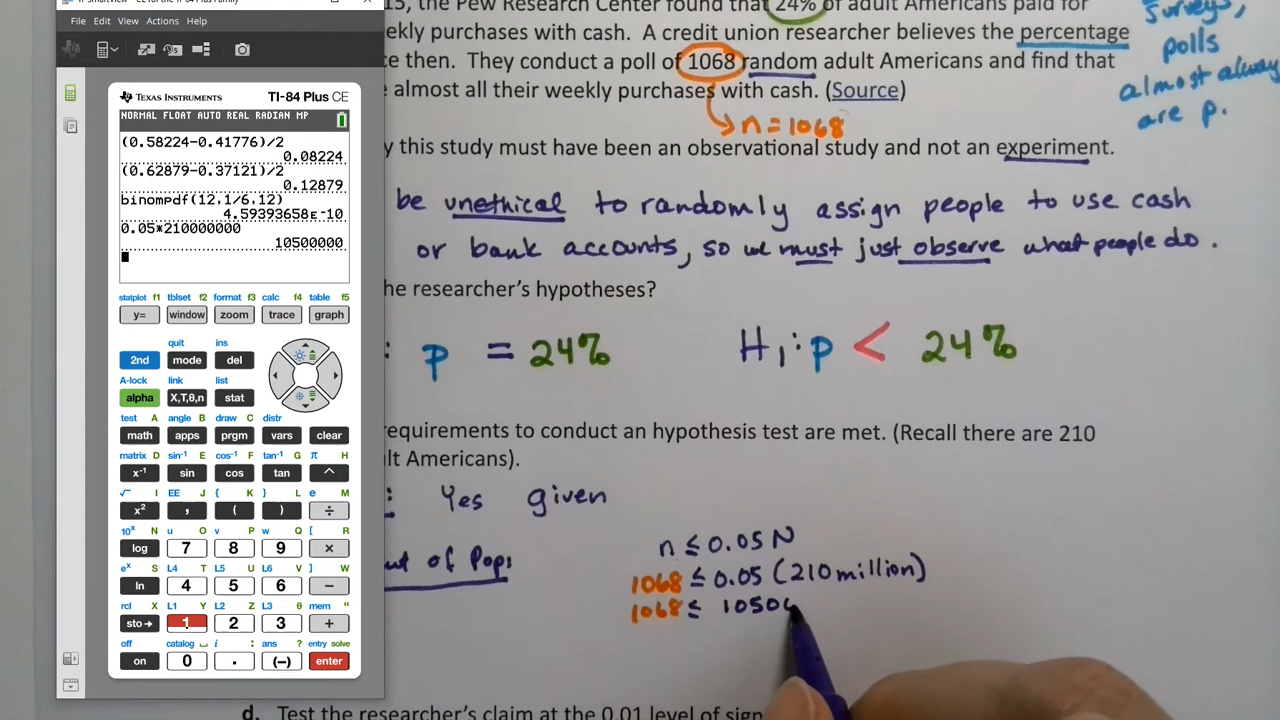 File Edit View Actions Help
TEXAS INSTRUMENTS TI-84 Plus CE
NORMAL FLOAT AUTO REAL RADIAN MP
(0.58224-0.41776)/2
0.08224
(0.62879-0.37121)/2
0.12879
binompdf(12,1/6,12)
4.59393658E-10
0.05*210000000
10500000
statplot f1 tblset f2 format f3 calc f4 table f5
y= window zoom trace graph
quit ins
2nd mode del
A-lock link list
alpha X,T,θ,n stat
test A angle B draw C distr
math apps prgm vars clear
matrix D sin⁻¹ E cos⁻¹ F tan⁻¹ G π H
x⁻¹ sin cos tan ^
√ I EE J { K } L e M
x² , ( ) ÷
10ˣ N u O v P w Q [ R
log 7 8 9 ×
eˣ S L4 T L5 U L6 V ] W
ln 4 5 6 −
rcl X L1 Y L2 Z L3 θ mem "
sto→ 1 2 3 +
off catalog ␣ i : ans ? entry solve
on 0 . (−) enter
15, the Pew Research Center found that 24% of adult Americans paid for
ekly purchases with cash. A credit union researcher believes the percentage
ce then. They conduct a poll of 1068 random adult Americans and find that
almost all their weekly purchases with cash. (Source)
n = 1068
surveys,
polls
almost always
are p.
y this study must have been an observational study and not an experiment.
be unethical to randomly assign people to use cash
or bank accounts, so we must just observe what people do.
he researcher's hypotheses?
: p = 24% H₁: p < 24%
equirements to conduct an hypothesis test are met. (Recall there are 210
lt Americans).
: Yes given
of Pop:
n ≤ 0.05 N
1068 ≤ 0.05 (210 million)
1068 ≤ 1050
d. Test the researcher's claim at the 0.01 level of sign